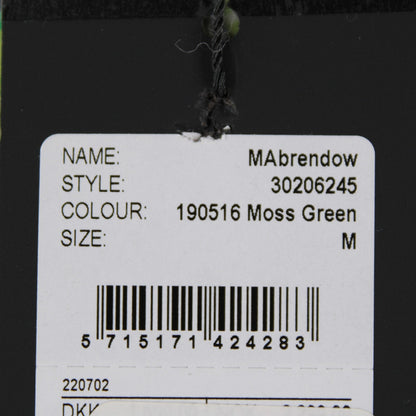 NAME: MAbrendow
STYLE: 30206245
COLOUR: 190516 Moss Green
SIZE: M
5 715171 424283
220702
DKK